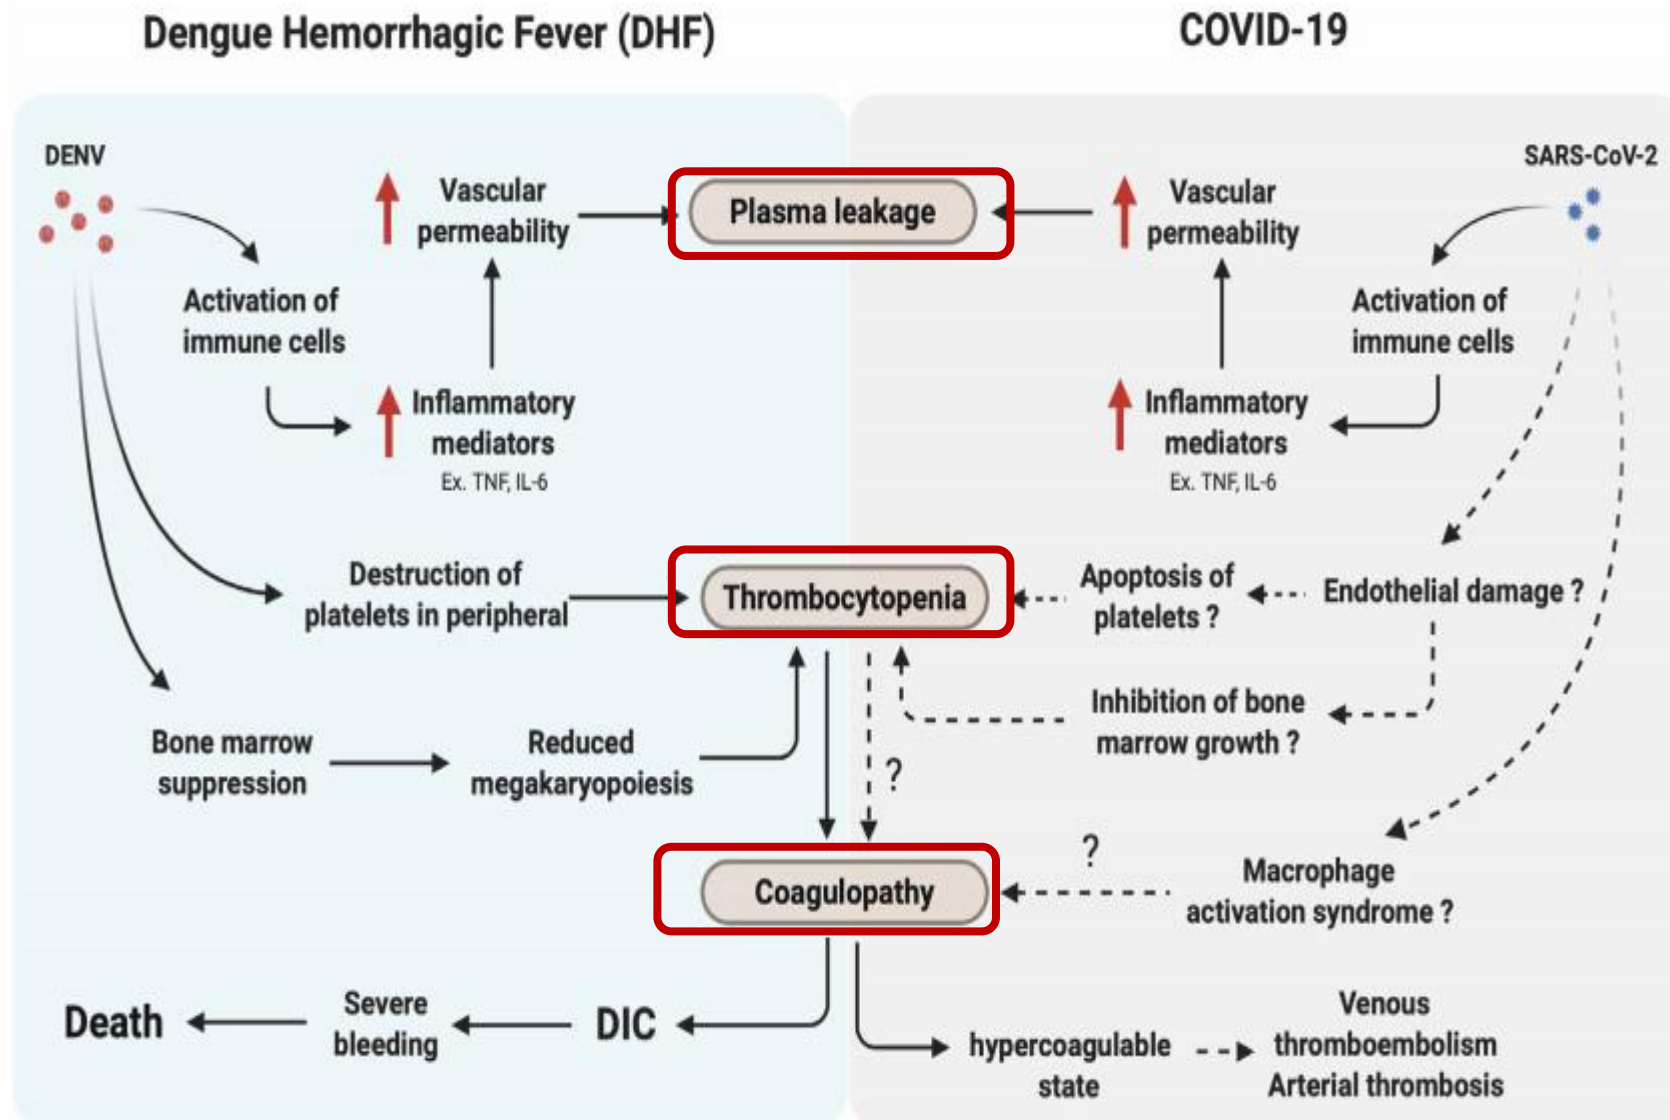 Dengue Hemorrhagic Fever (DHF)
COVID-19
DENV
SARS-CoV-2
Vascular
permeability
Plasma leakage
Vascular
permeability
Activation of
immune cells
Activation of
immune cells
Inflammatory
mediators
Ex. TNF, IL-6
Inflammatory
mediators
Ex. TNF, IL-6
Destruction of
platelets in peripheral
Thrombocytopenia
Apoptosis of
platelets ?
Endothelial damage ?
Inhibition of bone
marrow growth ?
Bone marrow
suppression
Reduced
megakaryopoiesis
?
?
Coagulopathy
Macrophage
activation syndrome ?
Death
Severe
bleeding
DIC
hypercoagulable
state
Venous
thromboembolism
Arterial thrombosis